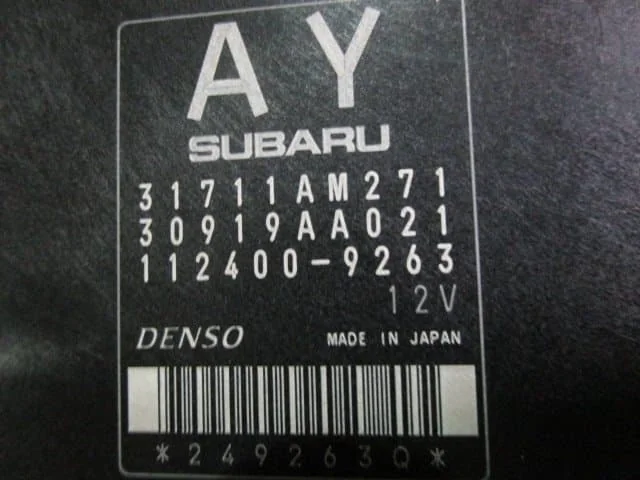 AY
SUBARU
31711AM271
30919AA021
112400-9263
12V
DENSO MADE IN JAPAN
*249263Q*